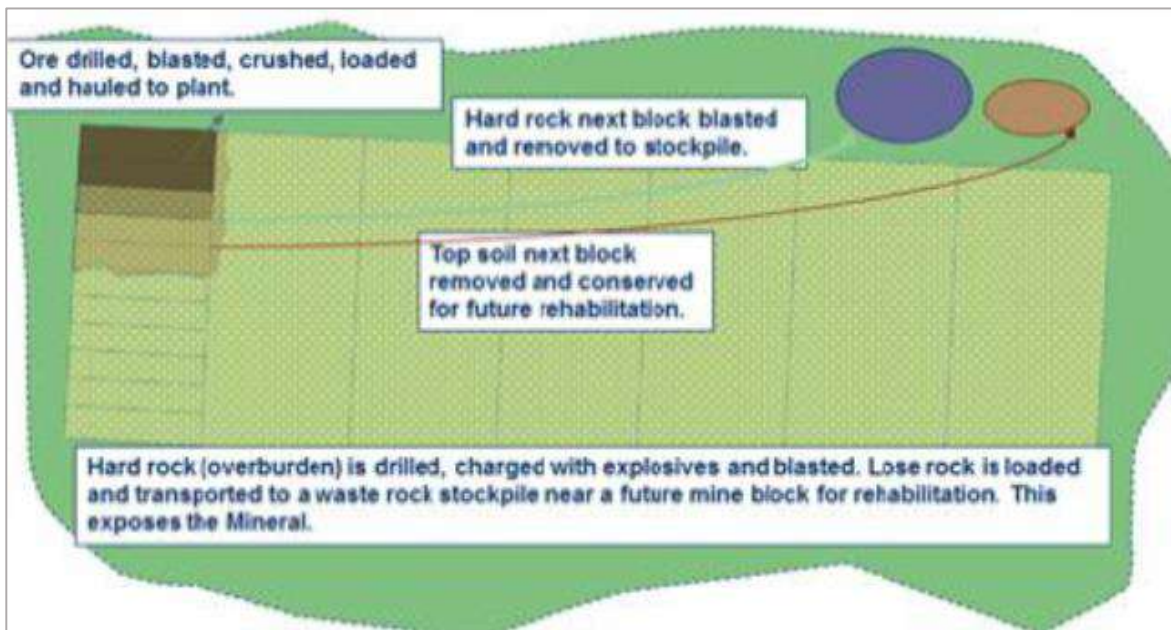 Ore drilled, blasted, crushed, loaded
and hauled to plant.
Hard rock next block blasted
and removed to stockpile.
Top soil next block
removed and conserved
for future rehabilitation.
Hard rock (overburden) is drilled, charged with explosives and blasted. Lose rock is loaded
and transported to a waste rock stockpile near a future mine block for rehabilitation. This
exposes the Mineral.